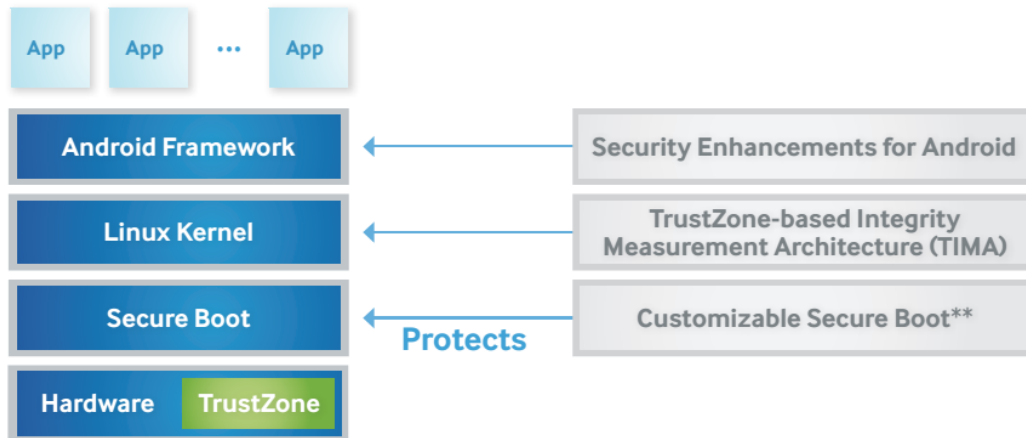 App App ... App
Android Framework
Security Enhancements for Android
Linux Kernel
TrustZone-based Integrity
Measurement Architecture (TIMA)
Secure Boot
Customizable Secure Boot**
Protects
Hardware TrustZone